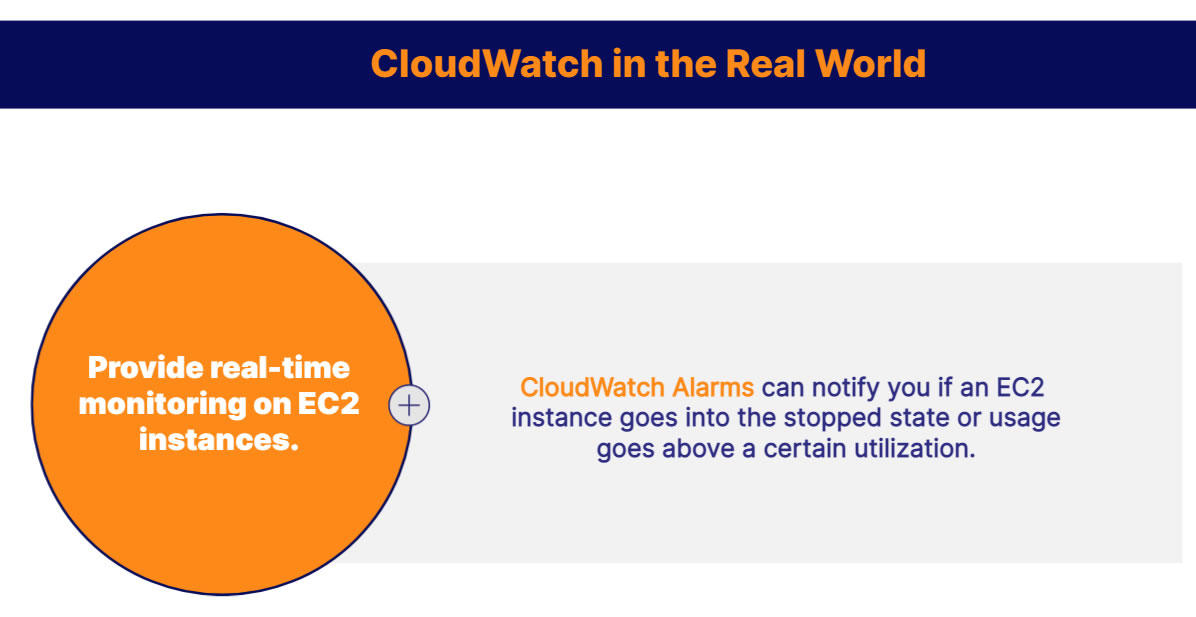 CloudWatch in the Real World
Provide real-time
monitoring on EC2
instances.
CloudWatch Alarms can notify you if an EC2
instance goes into the stopped state or usage
goes above a certain utilization.